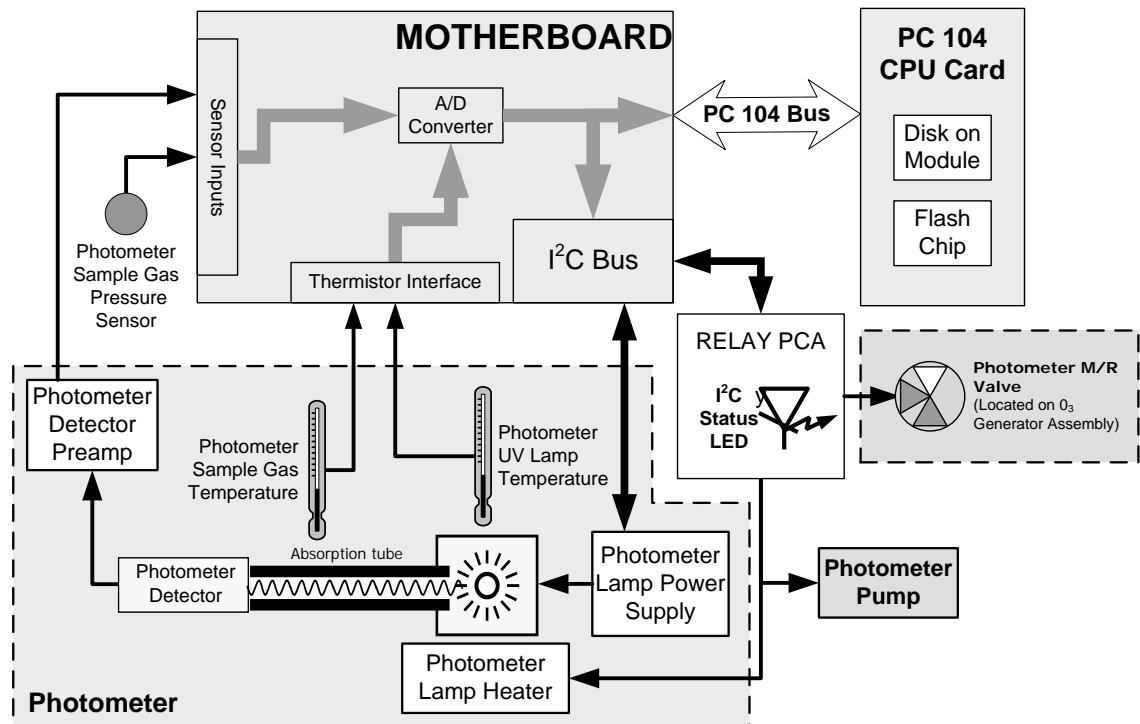 MOTHERBOARD
PC 104
CPU Card
Sensor Inputs
A/D
Converter
PC 104 Bus
Disk on
Module
Flash
Chip
Photometer
Sample Gas
Pressure
Sensor
Thermistor Interface
I²C Bus
RELAY PCA
I²C
Status
LED
y
Photometer M/R
Valve
(Located on 0₃
Generator Assembly)
Photometer
Detector
Preamp
Photometer
Sample Gas
Temperature
Photometer
UV Lamp
Temperature
Absorption tube
Photometer
Detector
Photometer
Lamp Power
Supply
Photometer
Pump
Photometer
Lamp Heater
Photometer